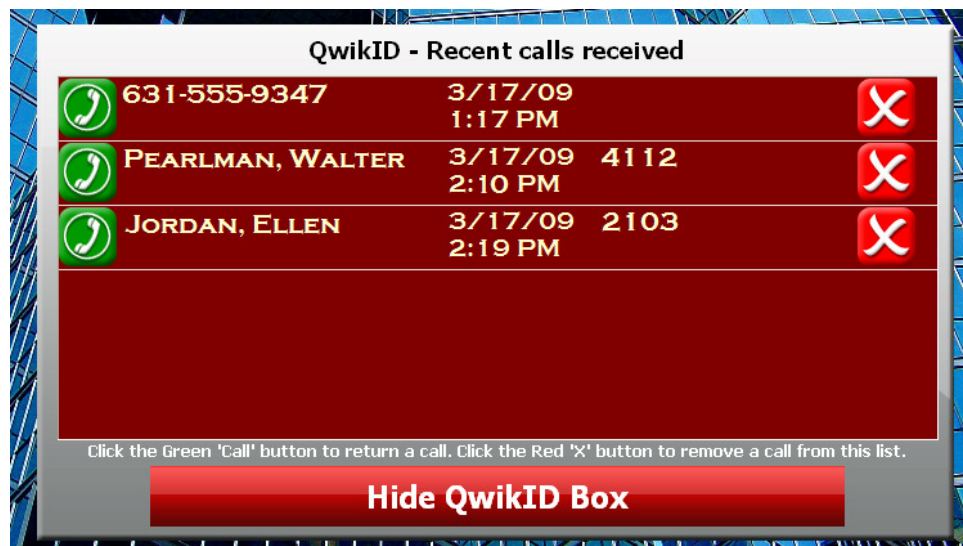 QwikID - Recent calls received
631-555-9347 3/17/09
1:17 PM
Pearlman, Walter 3/17/09 4112
2:10 PM
Jordan, Ellen 3/17/09 2103
2:19 PM
Click the Green 'Call' button to return a call. Click the Red 'X' button to remove a call from this list.
Hide QwikID Box